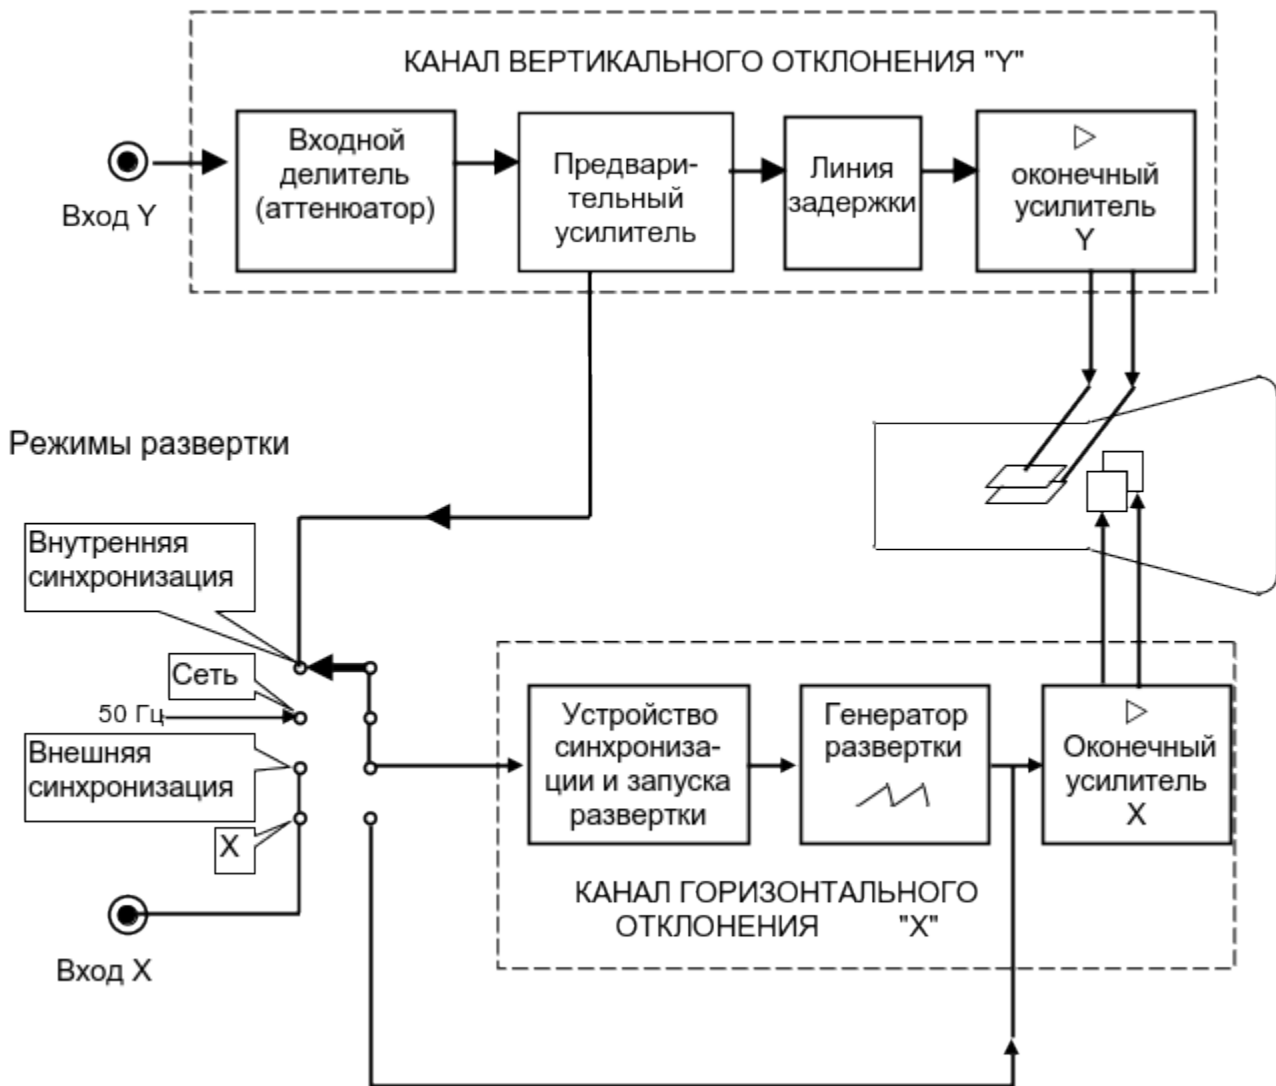 КАНАЛ ВЕРТИКАЛЬНОГО ОТКЛОНЕНИЯ "Y"
Вход Y
Входной
делитель
(аттенюатор)
Предвари-
тельный
усилитель
Линия
задержки
оконечный
усилитель
Y
Режимы развертки
Внутренняя
синхронизация
Сеть
50 Гц
Внешняя
синхронизация
X
Вход X
Устройство
синхрониза-
ции и запуска
развертки
Генератор
развертки
Оконечный
усилитель
X
КАНАЛ ГОРИЗОНТАЛЬНОГО
ОТКЛОНЕНИЯ "X"